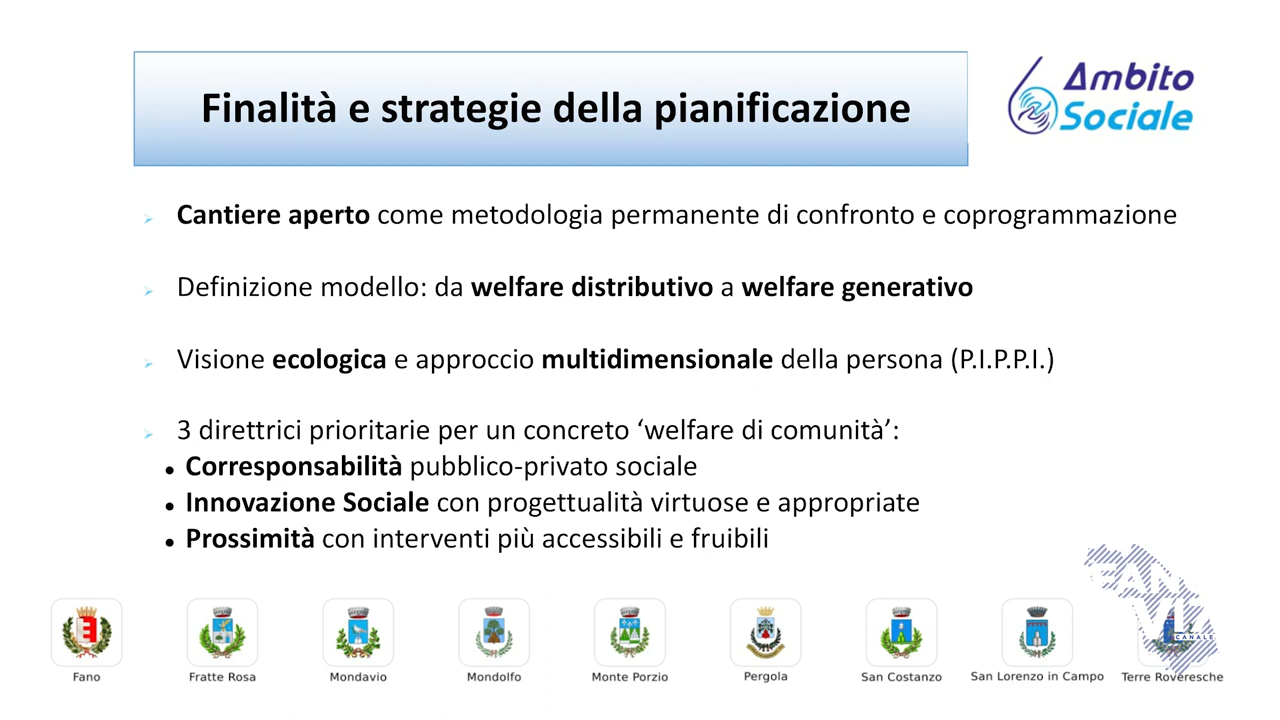 Finalità e strategie della pianificazione
6 Ambito
Sociale
Cantiere aperto come metodologia permanente di confronto e coprogrammazione
Definizione modello: da welfare distributivo a welfare generativo
Visione ecologica e approccio multidimensionale della persona (P.I.P.P.I.)
3 direttrici prioritarie per un concreto ‘welfare di comunità’:
Corresponsabilità pubblico-privato sociale
Innovazione Sociale con progettualità virtuose e appropriate
Prossimità con interventi più accessibili e fruibili
Fano
Fratte Rosa
Mondavio
Mondolfo
Monte Porzio
Pergola
San Costanzo
San Lorenzo in Campo
Terre Roveresche
CANALE